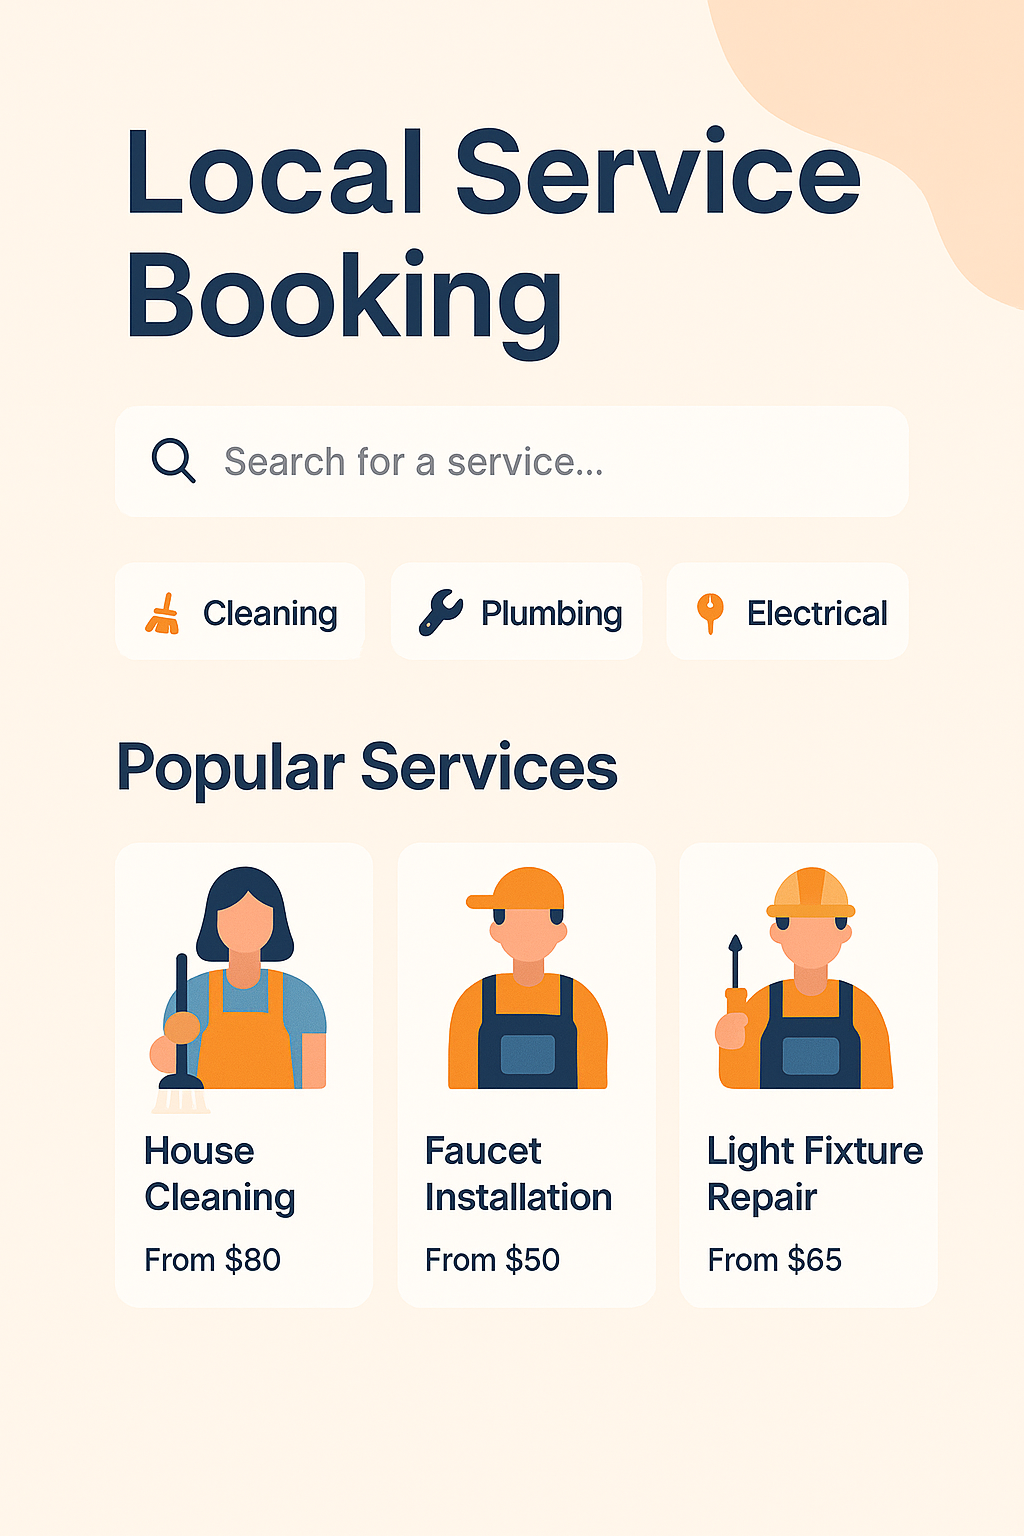 Local Service
Booking
Search for a service...
Cleaning
Plumbing
Electrical
Popular Services
House
Cleaning
From $80
Faucet
Installation
From $50
Light Fixture
Repair
From $65